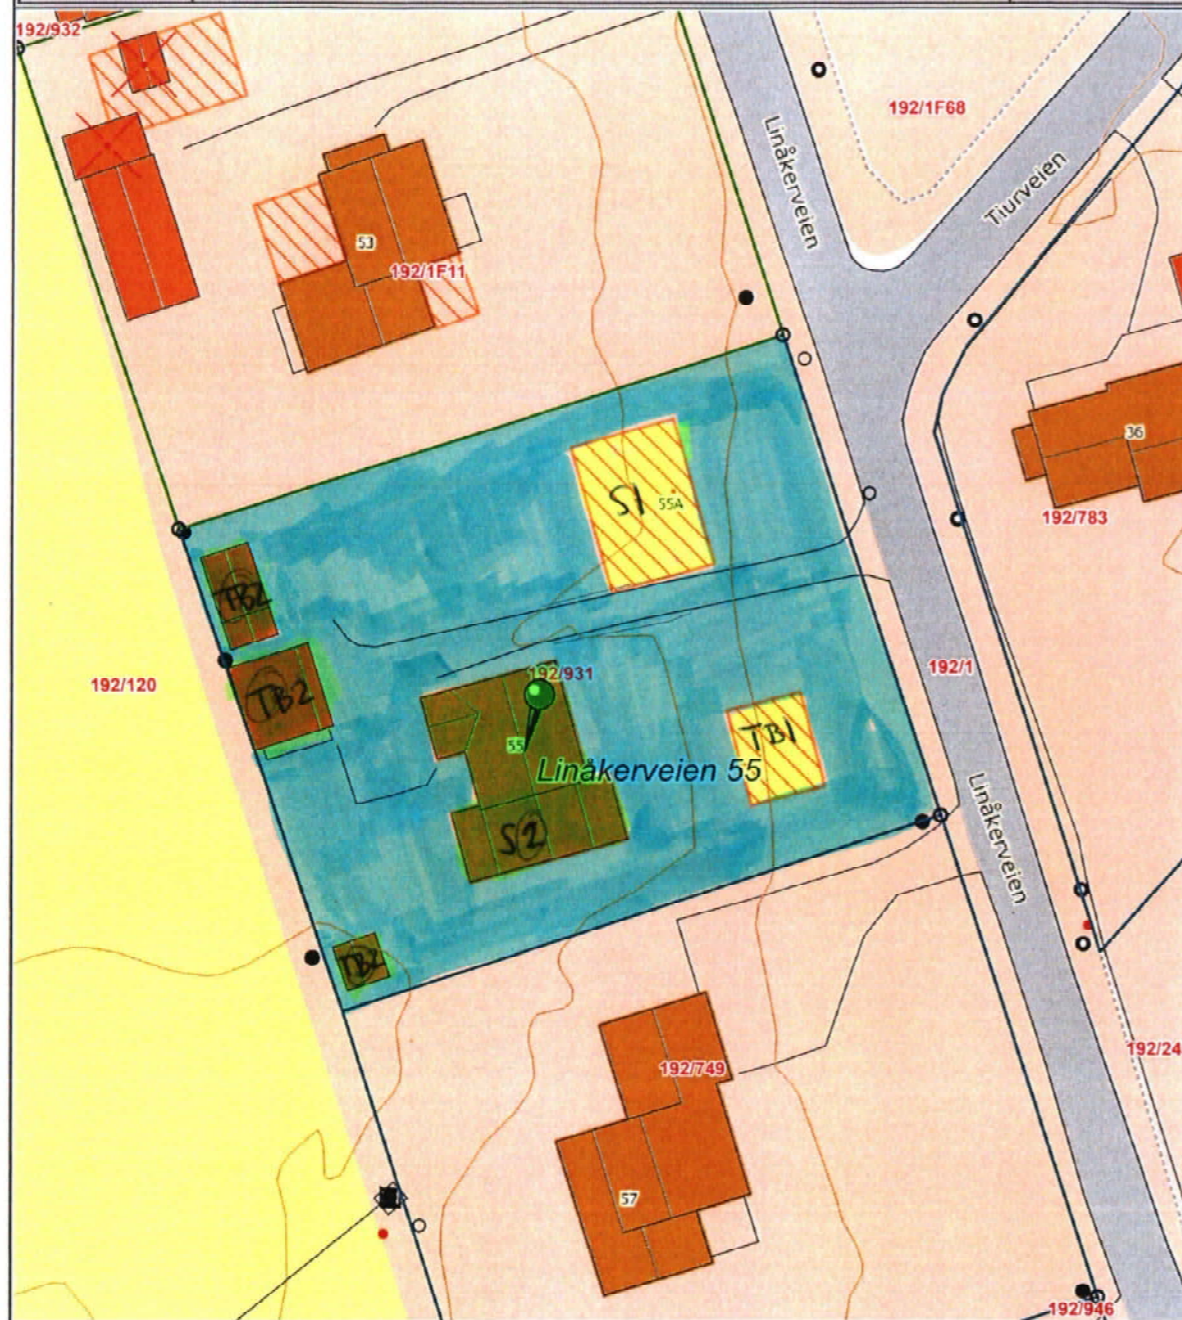 192/932
192/1F68
Linåkerveien
Tiurveien
53
192/1F11
36
192/783
S1
55A
TB2
192/120
TB2
192/931
192/1
55
Linåkerveien 55
TB1
S2
Linåkerveien
TB2
192/749
192/24
57
192/946